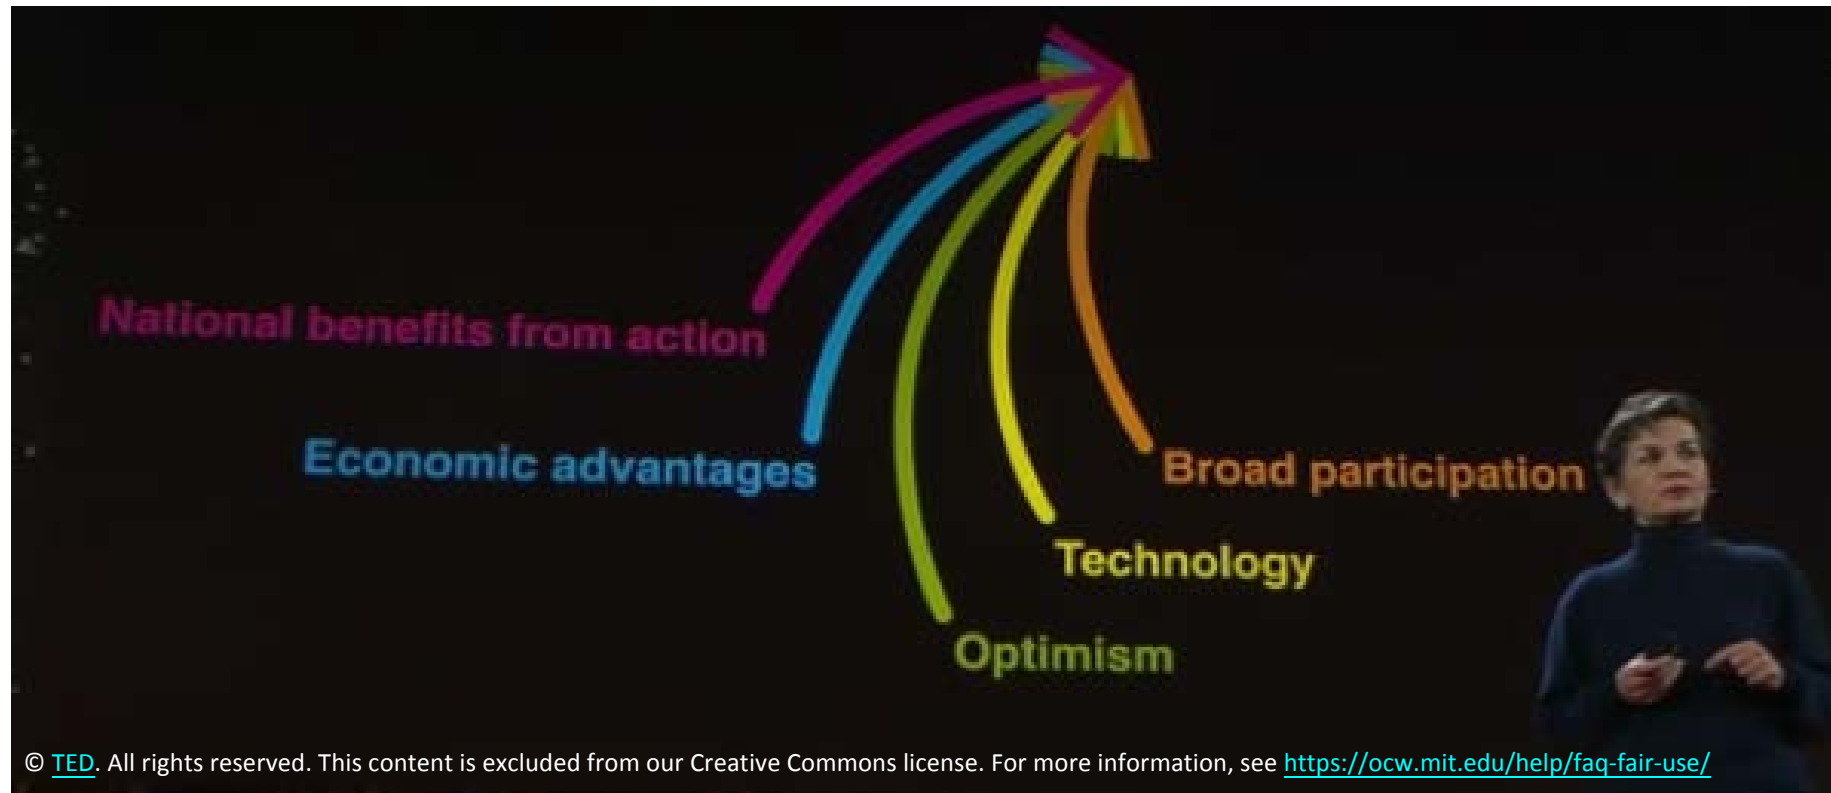 National benefits from action
Economic advantages
Broad participation
Technology
Optimism
© TED. All rights reserved. This content is excluded from our Creative Commons license. For more information, see https://ocw.mit.edu/help/faq-fair-use/